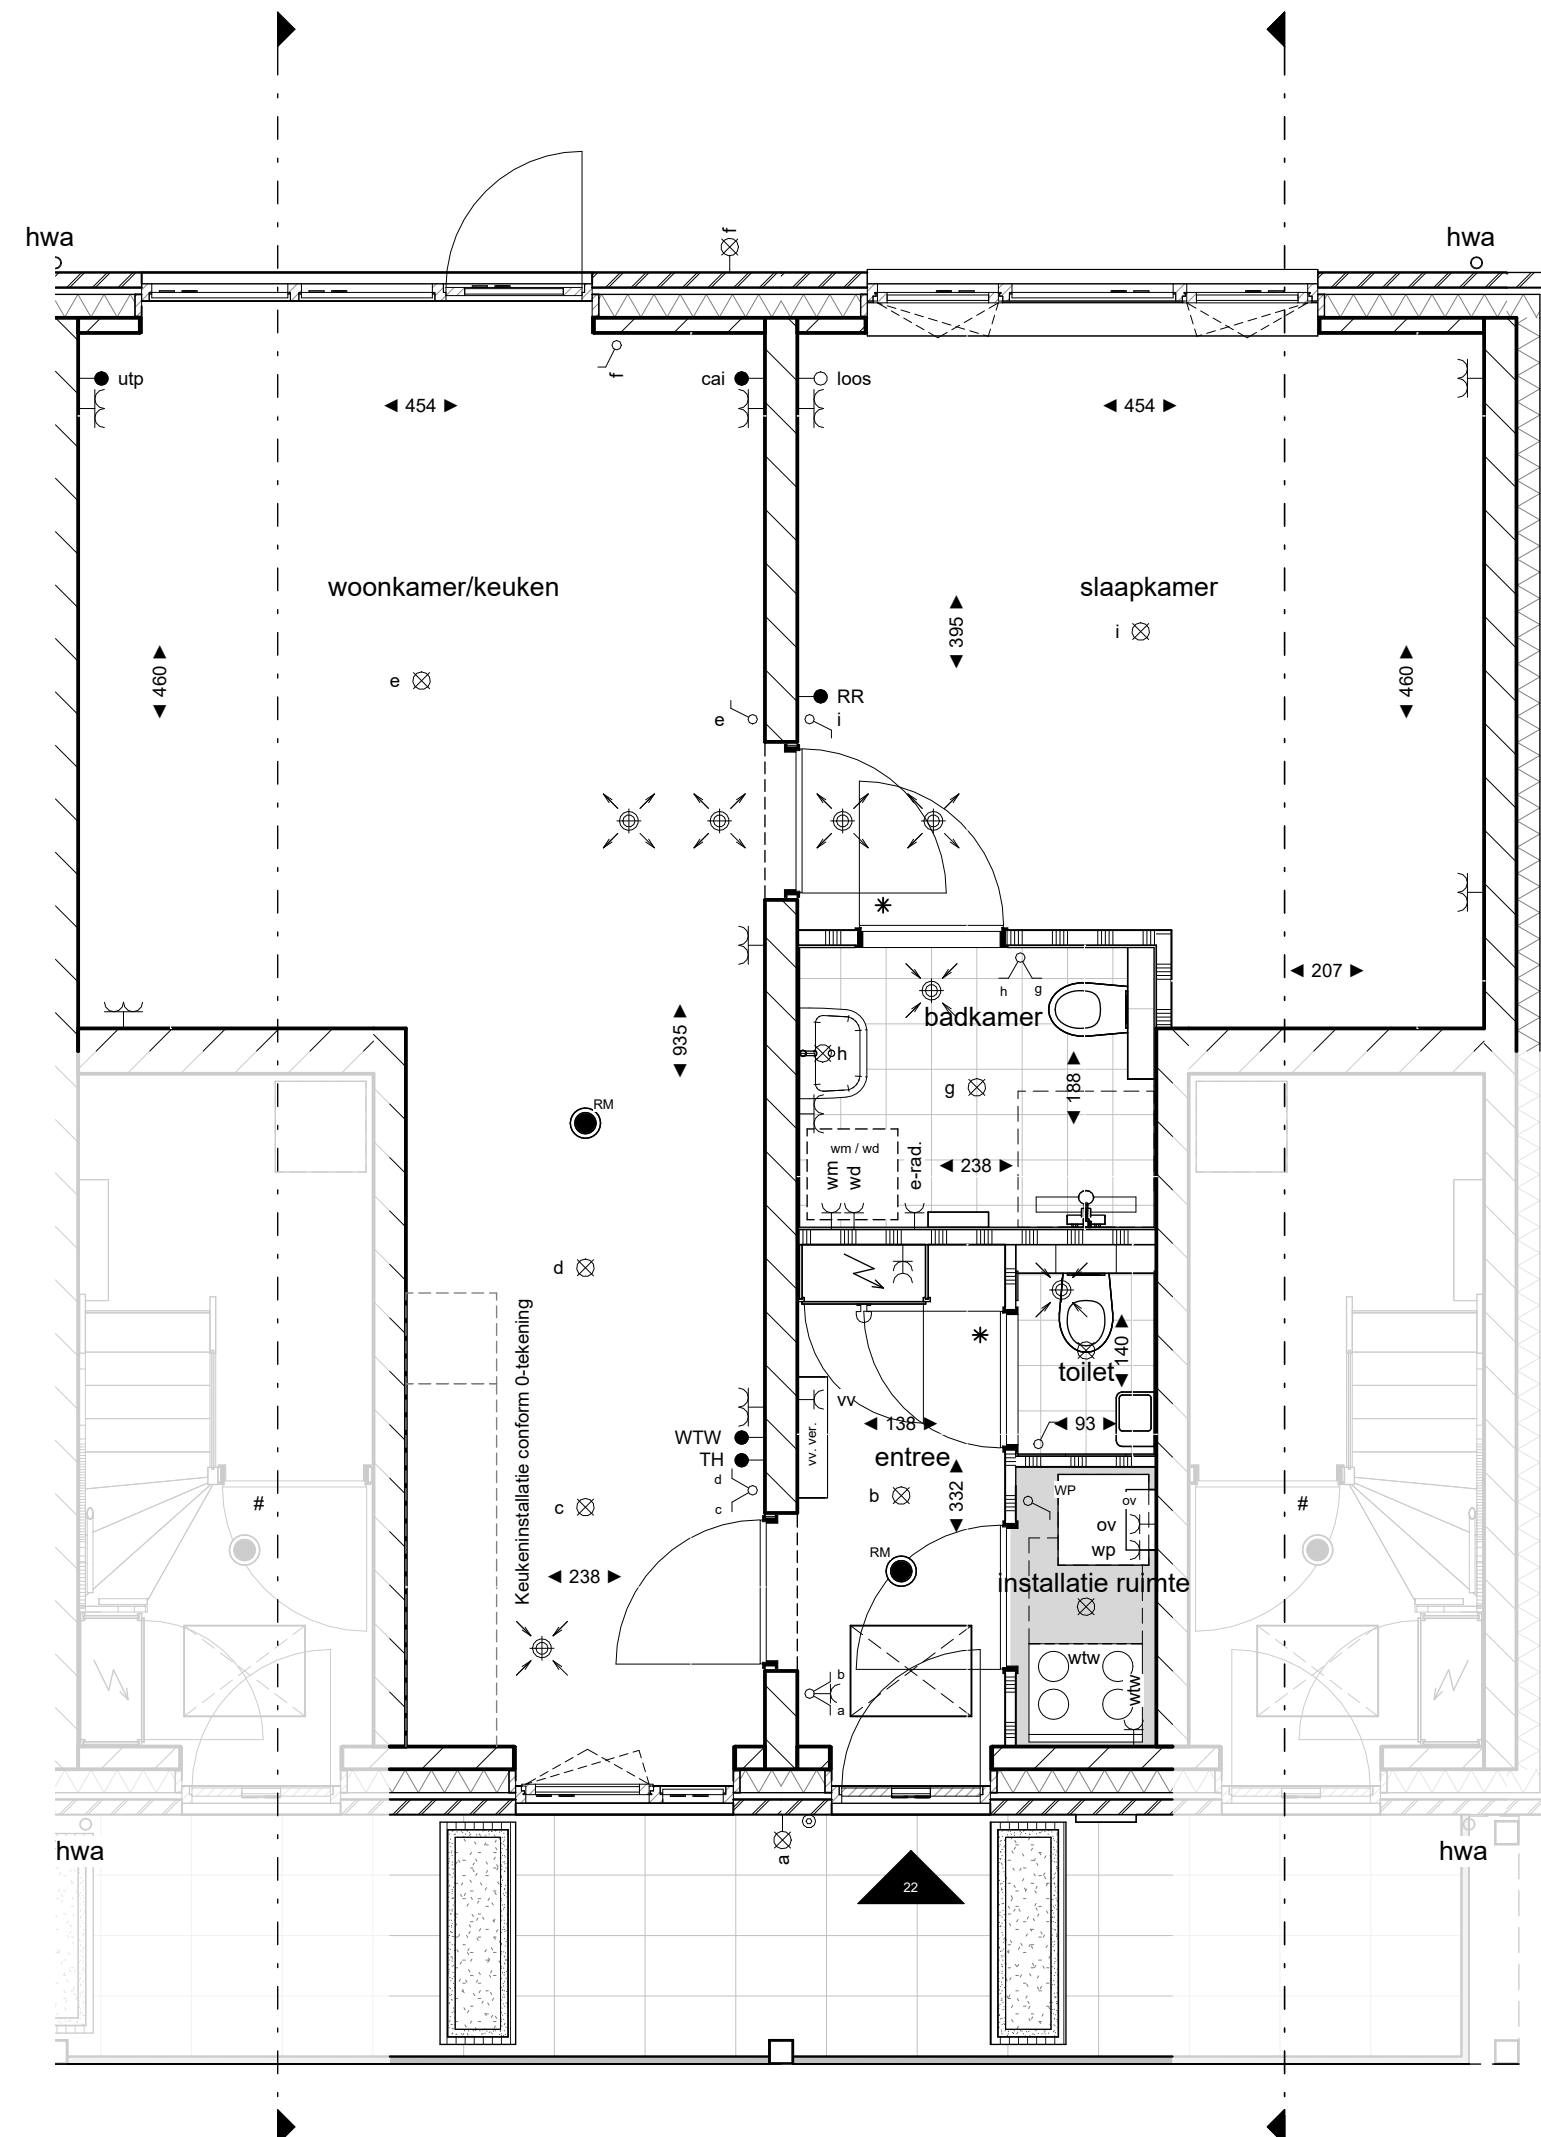 hwa
f
hwa
f
utp
cai
loos
454
454
woonkamer/keuken
slaapkamer
395
i
460
460
e
RR
e
i
*
207
h
g
badkamer
935
h
g
188
RM
wm / wd
wm
wd
e-rad.
238
d
Keukeninstallatie conform 0-tekening
*
140
toilet
vv
vv. ver.
138
93
WTW
TH
entree
d
c
b
332
WP
ov
ov
wp
c
#
#
RM
238
installatie ruimte
wtw
wtw
b
a
hwa
a
hwa
22